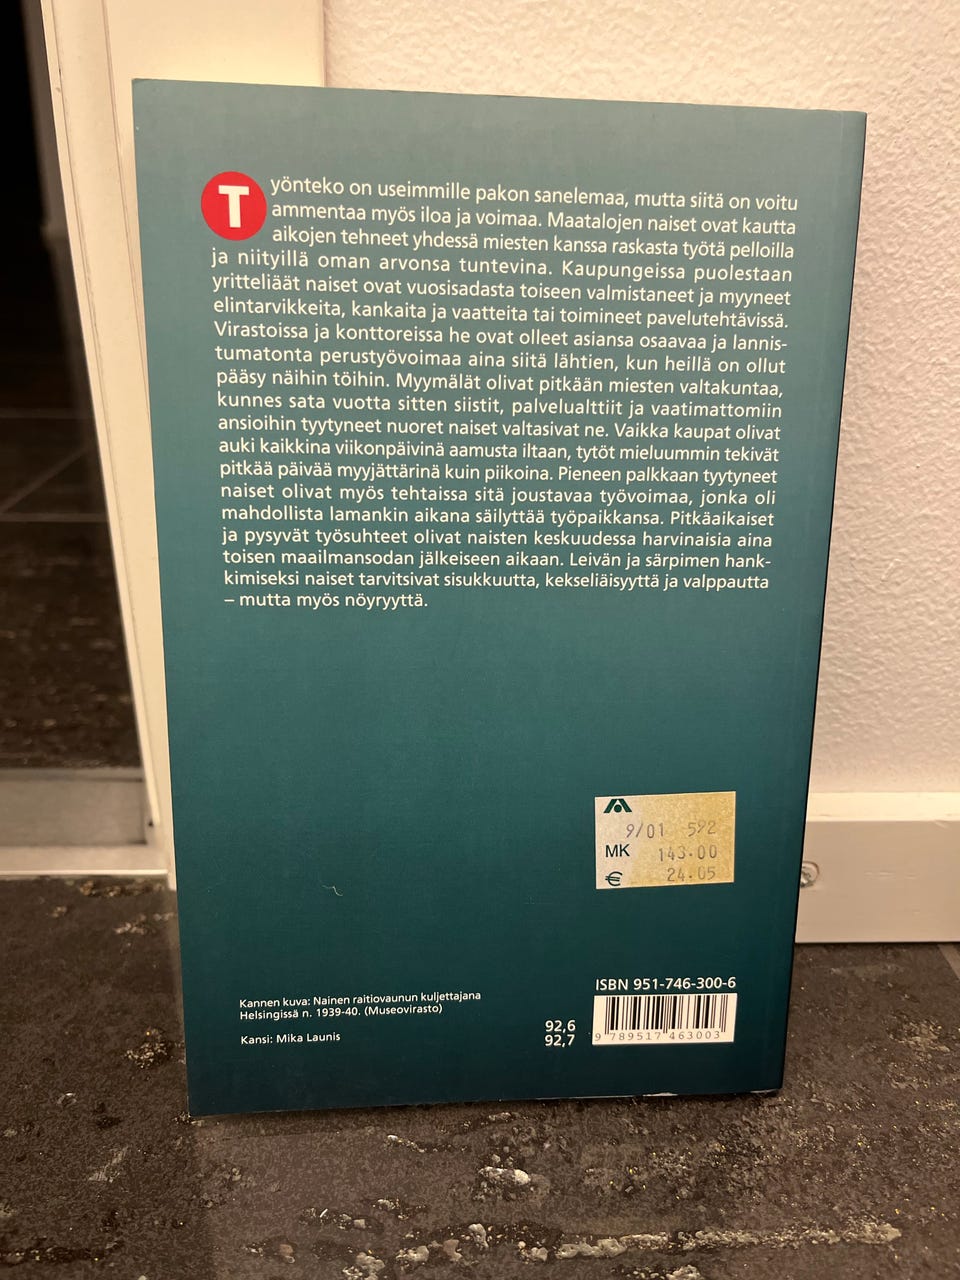 Työnteko on useimmille pakon sanelemaa, mutta siitä on voitu
ammentaa myös iloa ja voimaa. Maatalojen naiset ovat kautta
aikojen tehneet yhdessä miesten kanssa raskasta työtä pelloilla
ja niityillä oman arvonsa tuntevina. Kaupungeissa puolestaan
yritteliäät naiset ovat vuosisadasta toiseen valmistaneet ja myyneet
elintarvikkeita, kankaita ja vaatteita tai toimineet pavelutehtävissä.
Virastoissa ja konttoreissa he ovat olleet asiansa osaavaa ja lannis-
tumatonta perustyövoimaa aina siitä lähtien, kun heillä on ollut
pääsy näihin töihin. Myymälät olivat pitkään miesten valtakuntaa,
kunnes sata vuotta sitten siistit, palvelualttiit ja vaatimattomiin
ansioihin tyytyneet nuoret naiset valtasivat ne. Vaikka kaupat olivat
auki kaikkina viikonpäivinä aamusta iltaan, tytöt mieluummin tekivät
pitkää päivää myyjättärinä kuin piikoina. Pieneen palkkaan tyytyneet
naiset olivat myös tehtaissa sitä joustavaa työvoimaa, jonka oli
mahdollista lamankin aikana säilyttää työpaikkansa. Pitkäaikaiset
ja pysyvät työsuhteet olivat naisten keskuudessa harvinaisia aina
toisen maailmansodan jälkeiseen aikaan. Leivän ja särpimen hank-
kimiseksi naiset tarvitsivat sisukkuutta, kekseliäisyyttä ja valppautta
– mutta myös nöyryyttä.
9/01 592
MK 143.00
€ 24.05
Kannen kuva: Nainen raitiovaunun kuljettajana
Helsingissä n. 1939-40. (Museovirasto)
Kansi: Mika Launis
92,6
92,7
ISBN 951-746-300-6
9 789517 463003